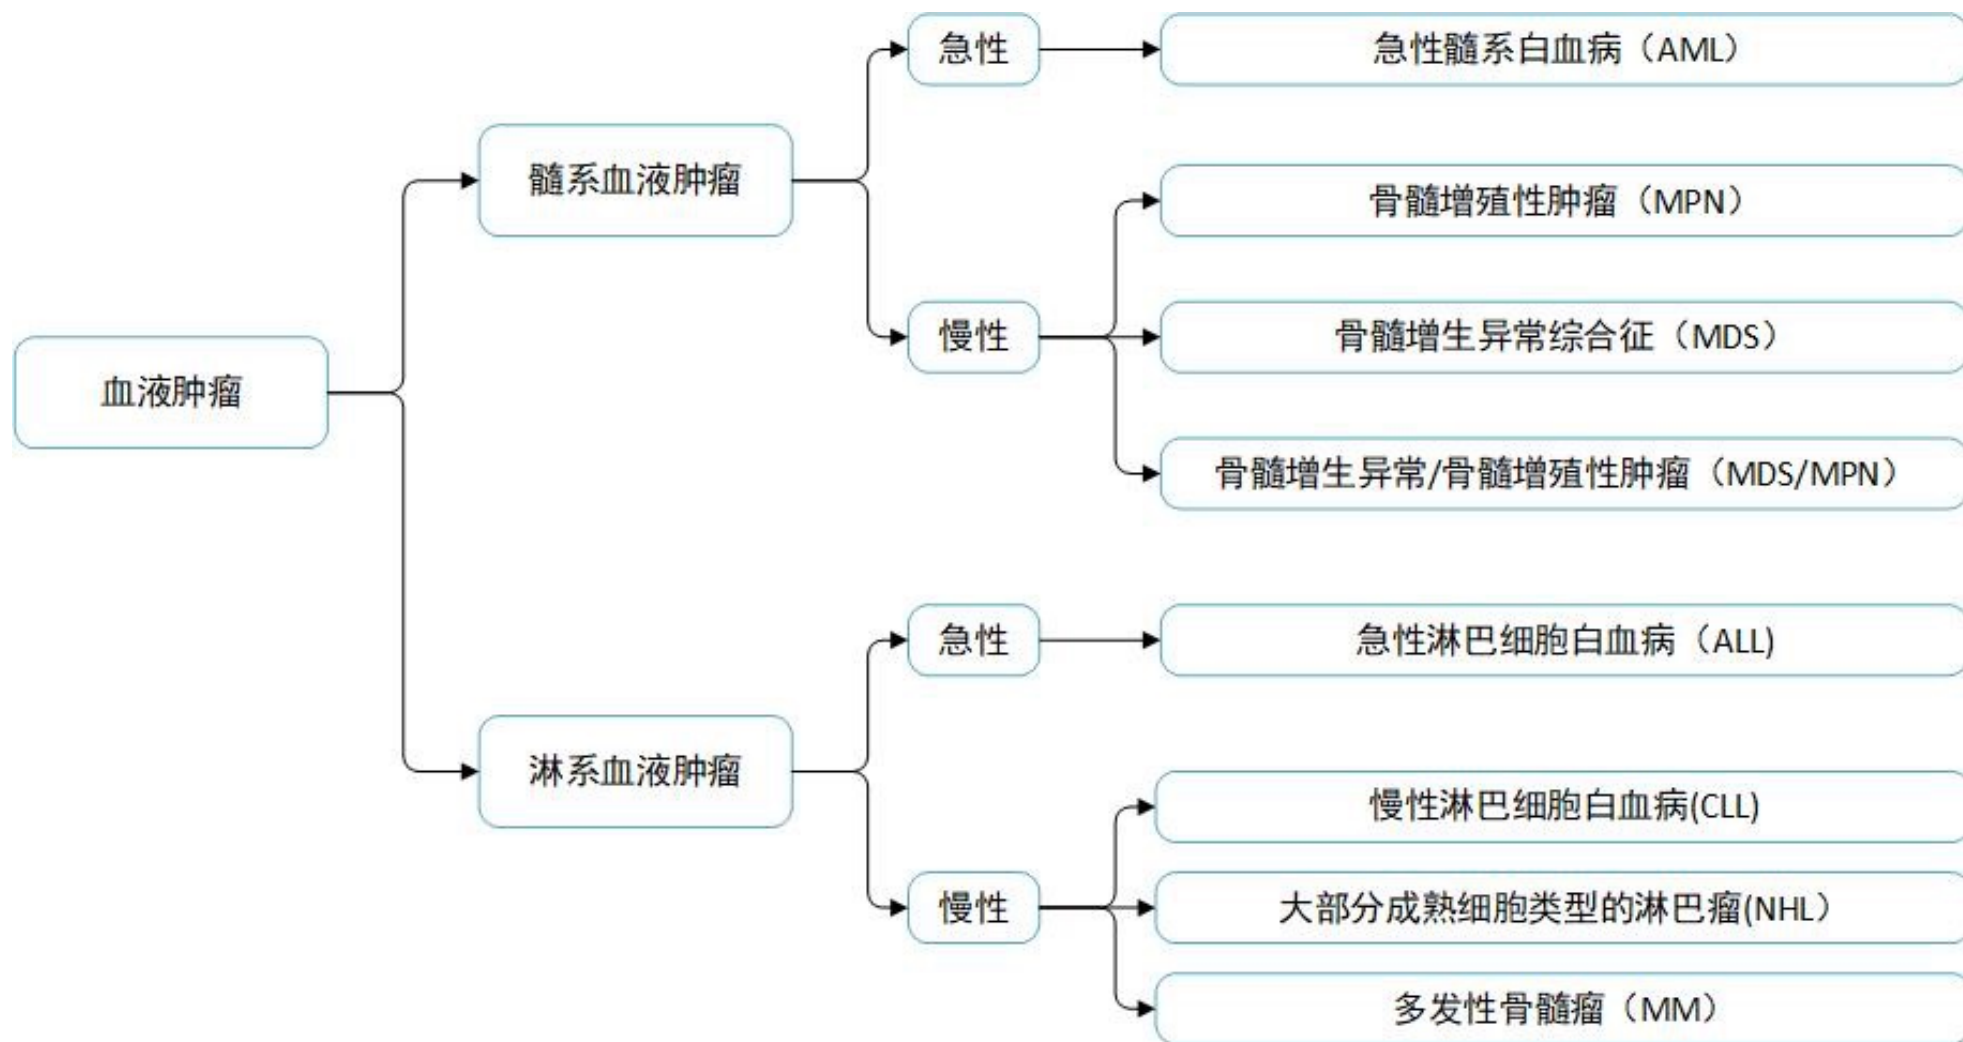 血液肿瘤
髓系血液肿瘤
急性
急性髓系白血病（AML）
慢性
骨髓增殖性肿瘤（MPN）
骨髓增生异常综合征（MDS）
骨髓增生异常/骨髓增殖性肿瘤（MDS/MPN）
淋系血液肿瘤
急性
急性淋巴细胞白血病（ALL)
慢性
慢性淋巴细胞白血病(CLL)
大部分成熟细胞类型的淋巴瘤(NHL）
多发性骨髓瘤（MM）